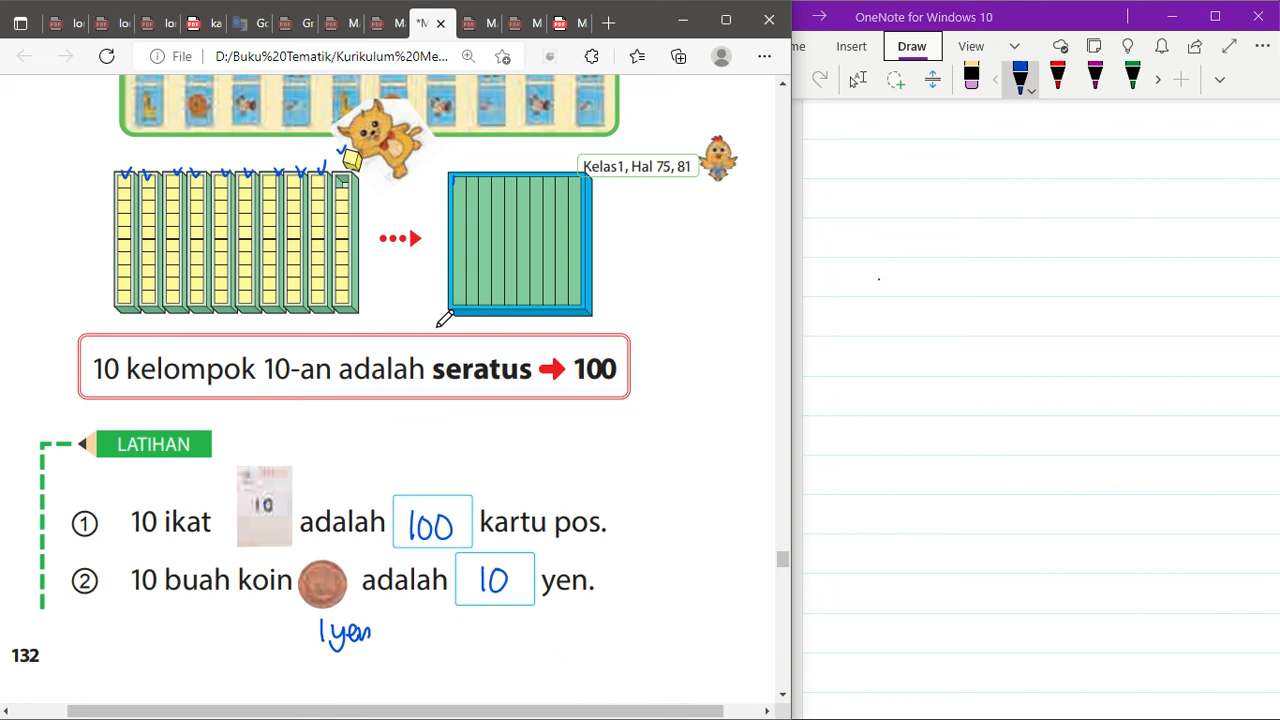 File D:/Buku%20Tematik/Kurikulum%20Me...
OneNote for Windows 10
Insert Draw View
Kelas1, Hal 75, 81
10 kelompok 10-an adalah seratus → 100
LATIHAN
① 10 ikat 10 adalah 100 kartu pos.
② 10 buah koin adalah 10 yen.
1 yen
132